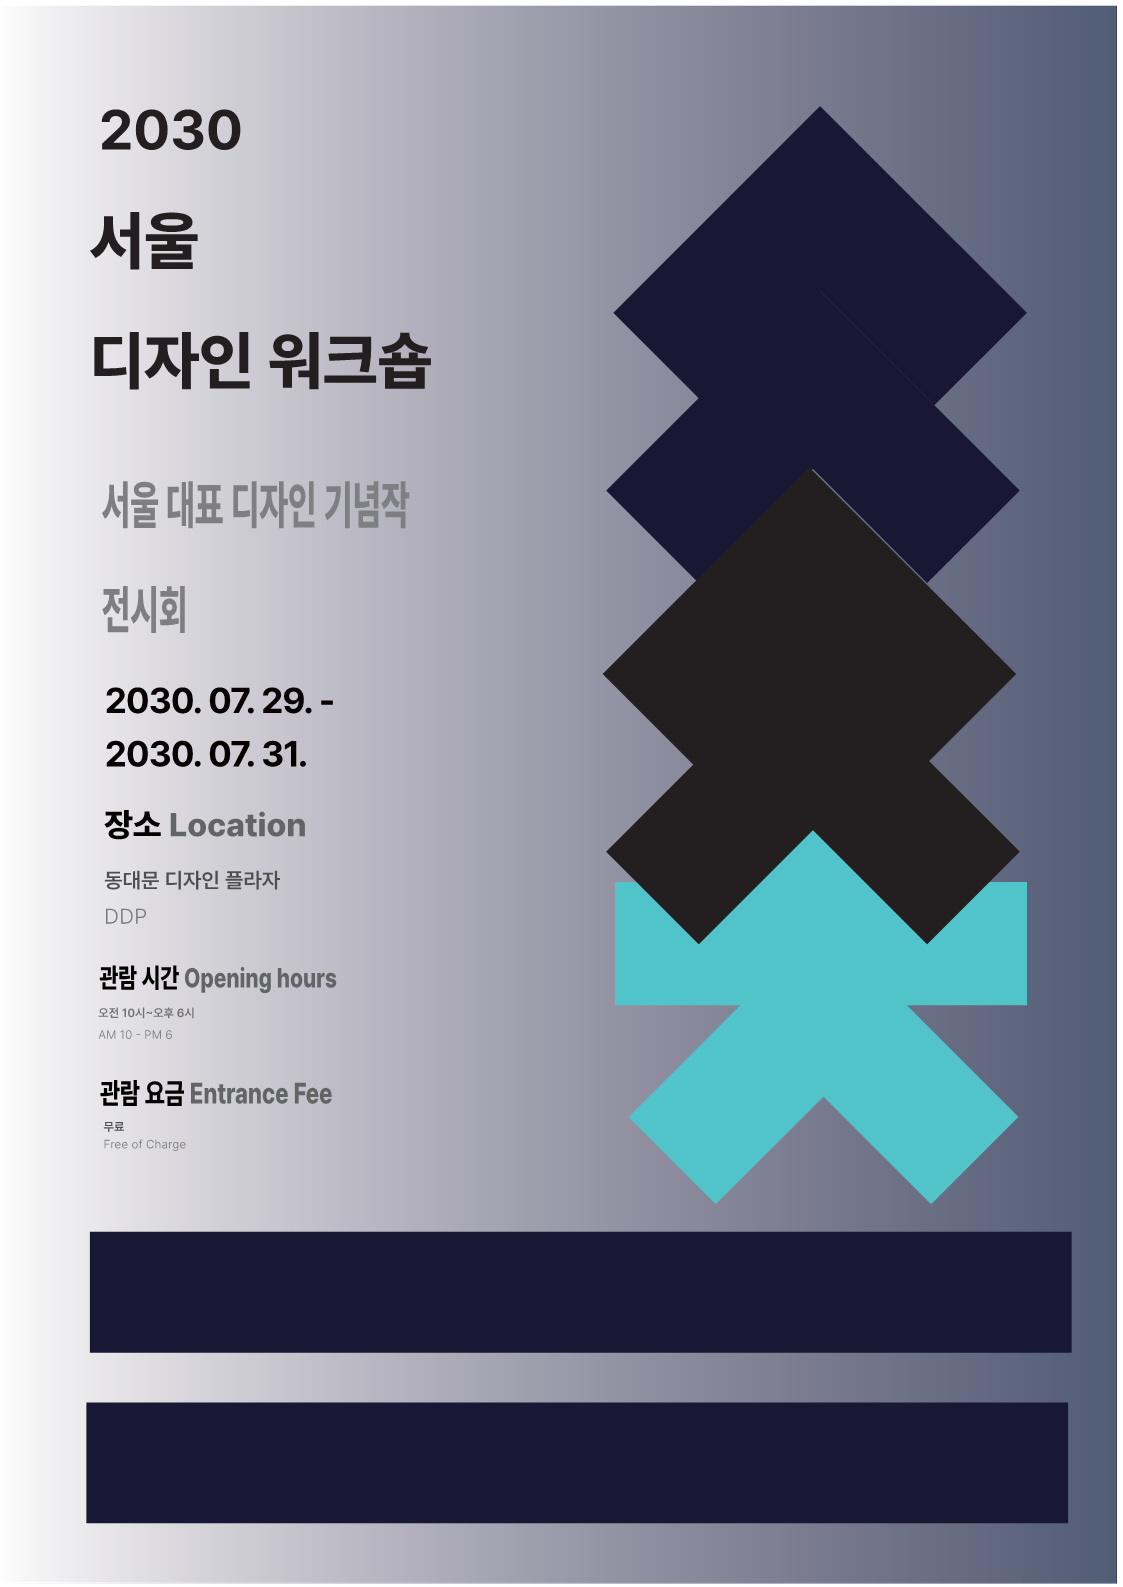 2030
서울
디자인 워크숍
서울 대표 디자인 기념작
전시회
2030. 07. 29. -
2030. 07. 31.
장소 Location
동대문 디자인 플라자
DDP
관람 시간 Opening hours
오전 10시~오후 6시
AM 10 - PM 6
관람 요금 Entrance Fee
무료
Free of Charge